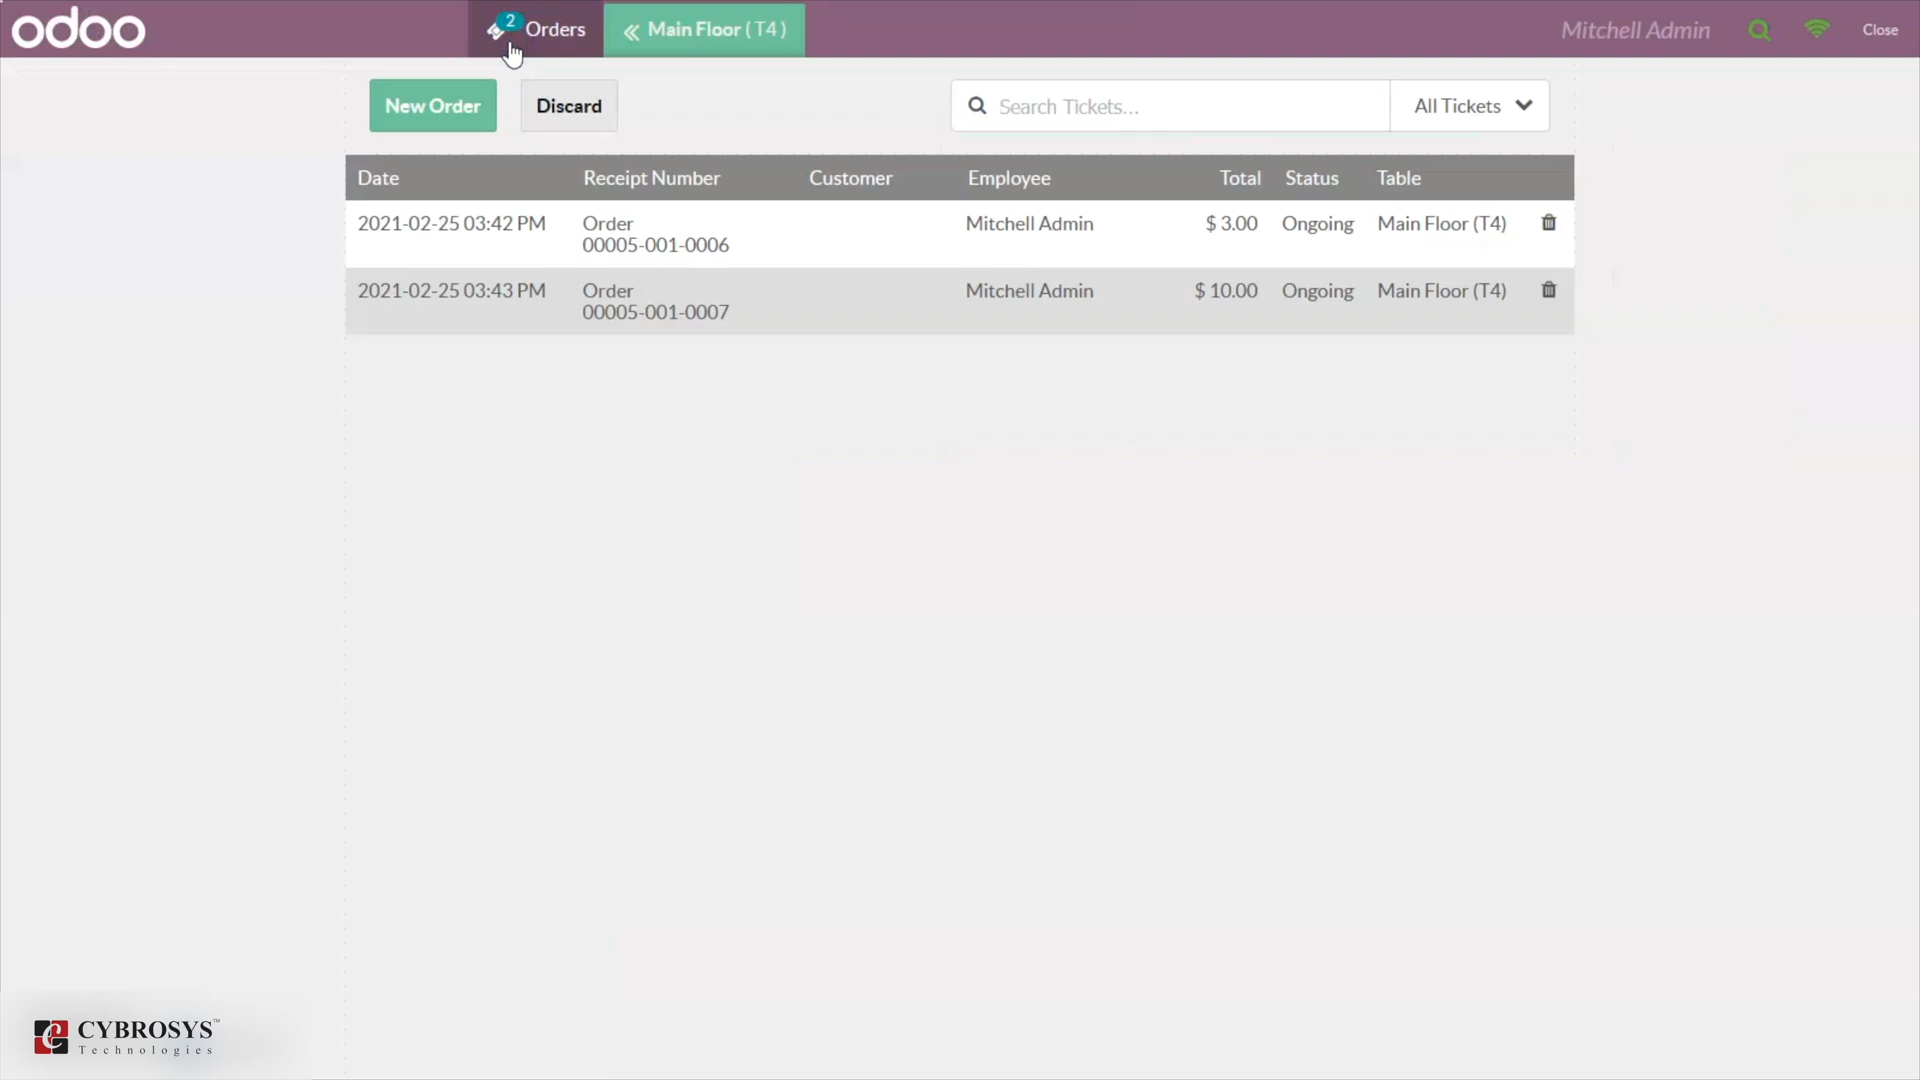 odoo
2 Orders
Main Floor ( T4 )
Mitchell Admin
Close
New Order
Discard
Search Tickets...
All Tickets
Date Receipt Number Customer Employee Total Status Table
2021-02-25 03:42 PM Order 00005-001-0006 Mitchell Admin $ 3.00 Ongoing Main Floor (T4)
2021-02-25 03:43 PM Order 00005-001-0007 Mitchell Admin $ 10.00 Ongoing Main Floor (T4)
CYBROSYS™
Technologies